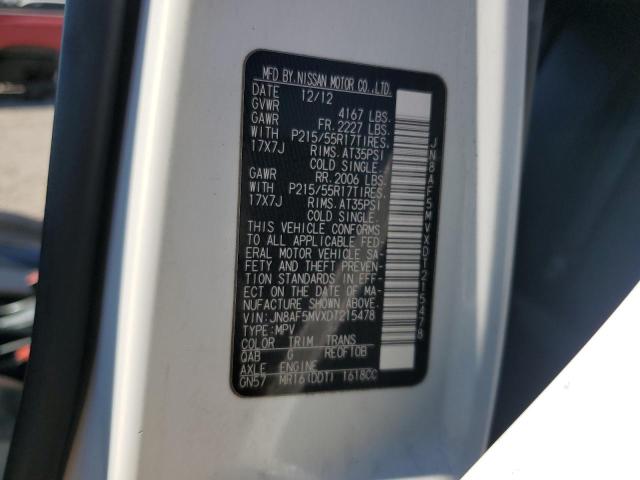 MFD BY NISSAN MOTOR CO.,LTD.
DATE 12/12
GVWR 4167 LBS.
GAWR FR. 2227 LBS.
WITH P215/55R17TIRES.
17X7J RIMS. AT35PSI
COLD SINGLE.
GAWR RR. 2006 LBS.
WITH P215/55R17TIRES.
17X7J RIMS. AT35PSI
COLD SINGLE.
THIS VEHICLE CONFORMS
TO ALL APPLICABLE FED-
ERAL MOTOR VEHICLE SA-
FETY AND THEFT PREVEN-
TION STANDARDS IN EFF-
ECT ON THE DATE OF MA-
NUFACTURE SHOWN ABOVE.
VIN: JN8AF5MVXDT215478
TYPE: MPV
COLOR TRIM TRANS
QAB G RE0F10B
AXLE ENGINE
GN57 MR16(DDT) 1618CC
JN8AF5MVXDT215478